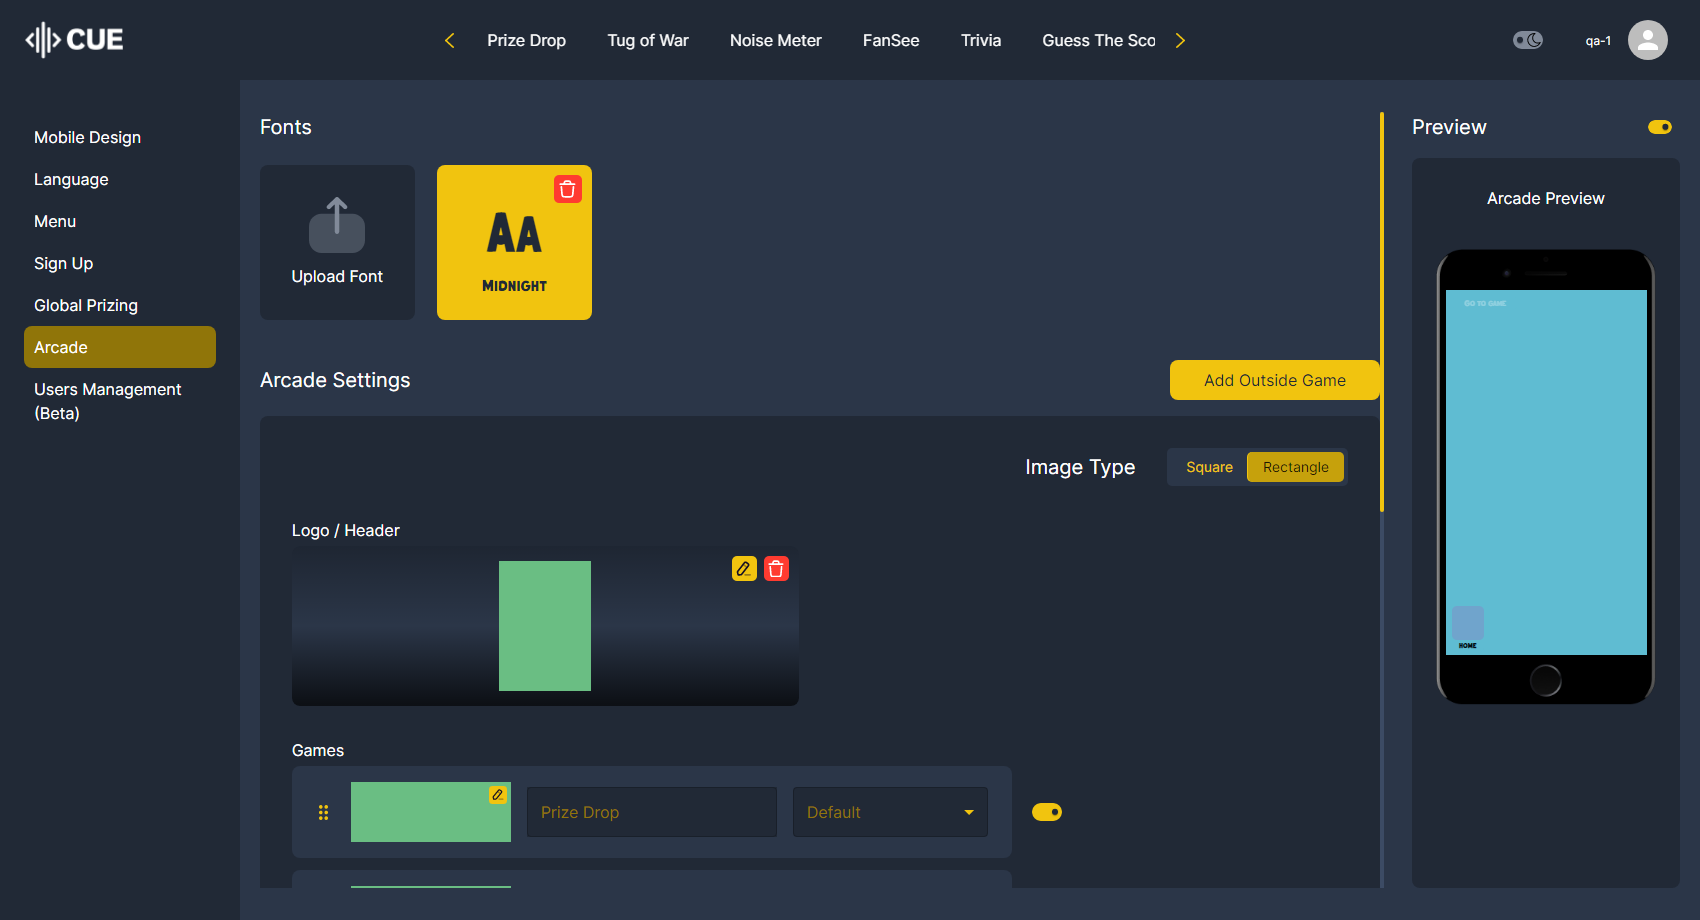 CUE
Prize Drop
Tug of War
Noise Meter
FanSee
Trivia
Guess The Sco
qa-1
Mobile Design
Language
Menu
Sign Up
Global Prizing
Arcade
Users Management
(Beta)
Fonts
Upload Font
AA
MIDNIGHT
Arcade Settings
Add Outside Game
Image Type
Square
Rectangle
Logo / Header
Games
Prize Drop
Default
Preview
Arcade Preview
GO TO GAME
HOME